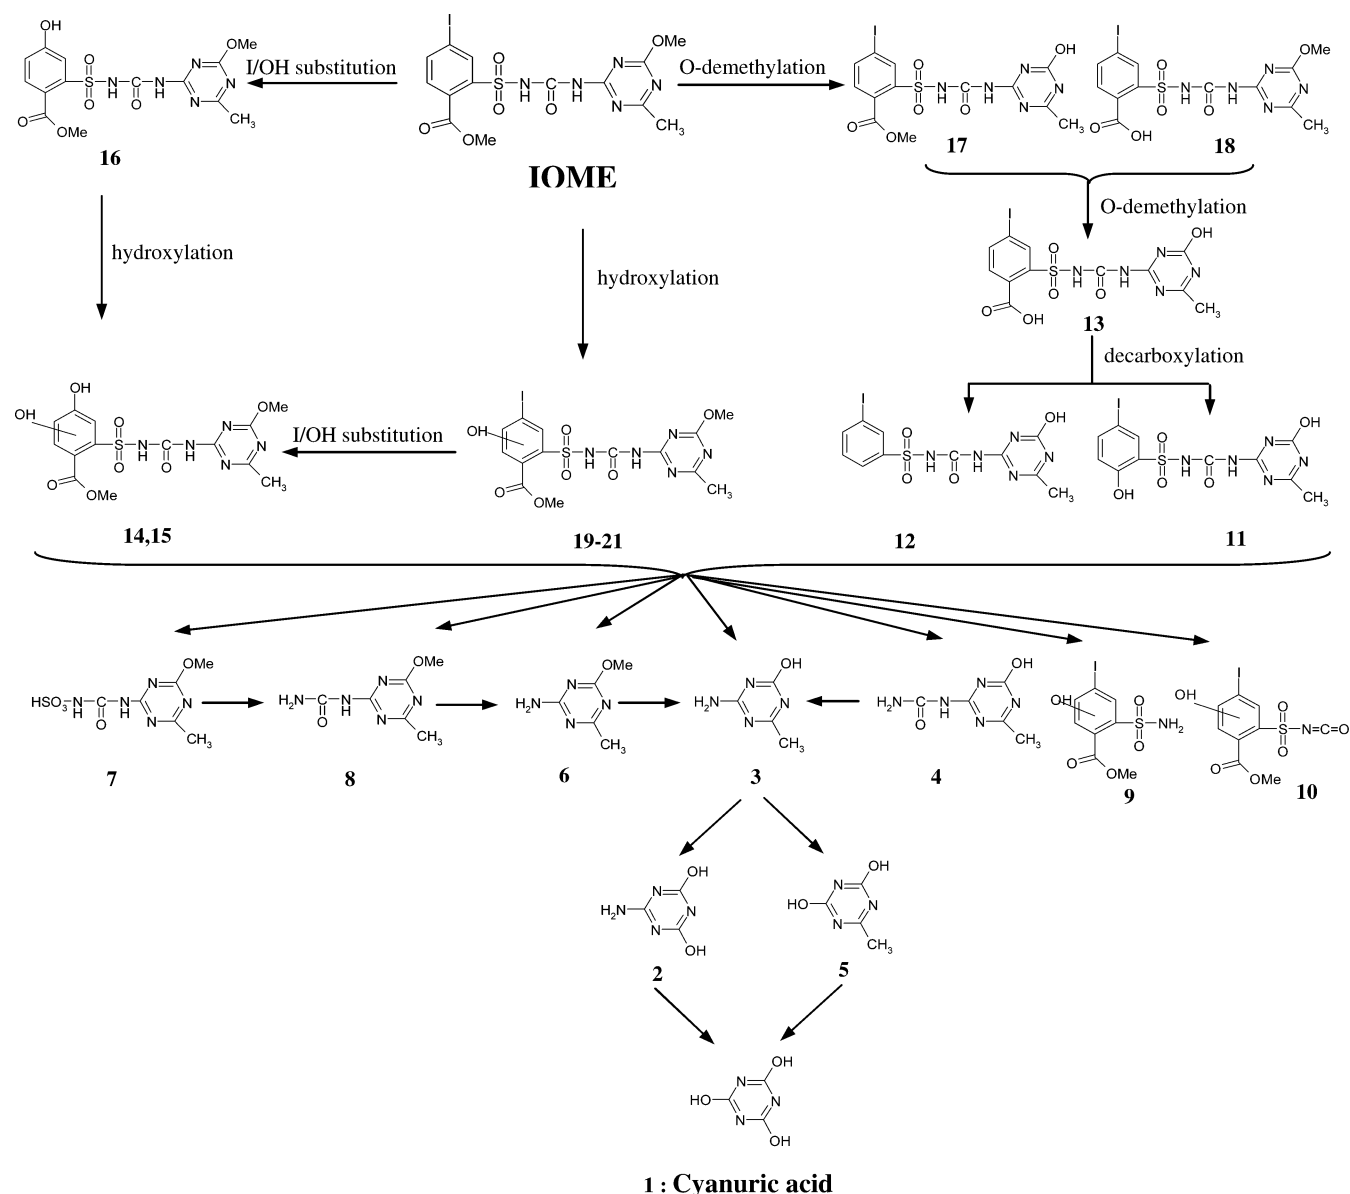 I/OH substitution
O-demethylation
16
IOME
17
18
O-demethylation
hydroxylation
hydroxylation
13
decarboxylation
I/OH substitution
14,15
19-21
12
11
7
8
6
3
4
9
10
2
5
1 : Cyanuric acid